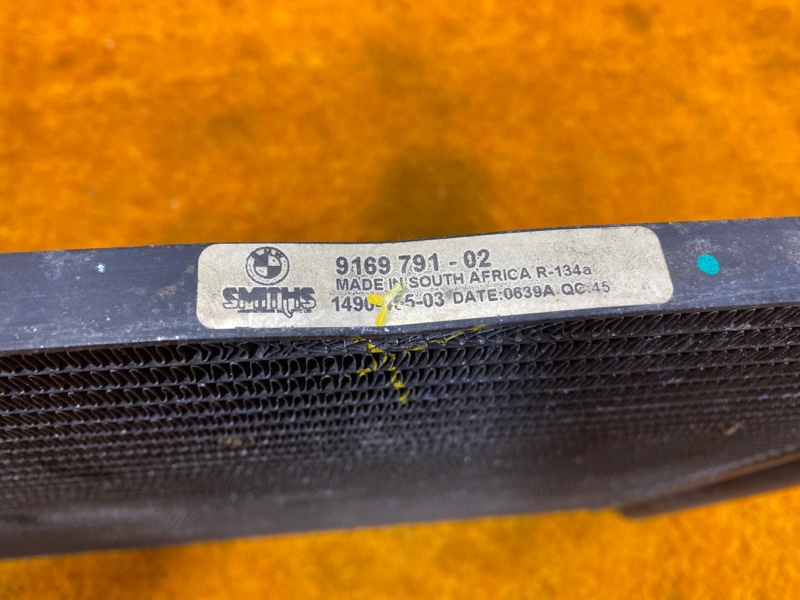 9169 791 - 02
MADE IN SOUTH AFRICA R-134a
SMITHS
DATE:0639A QC:45